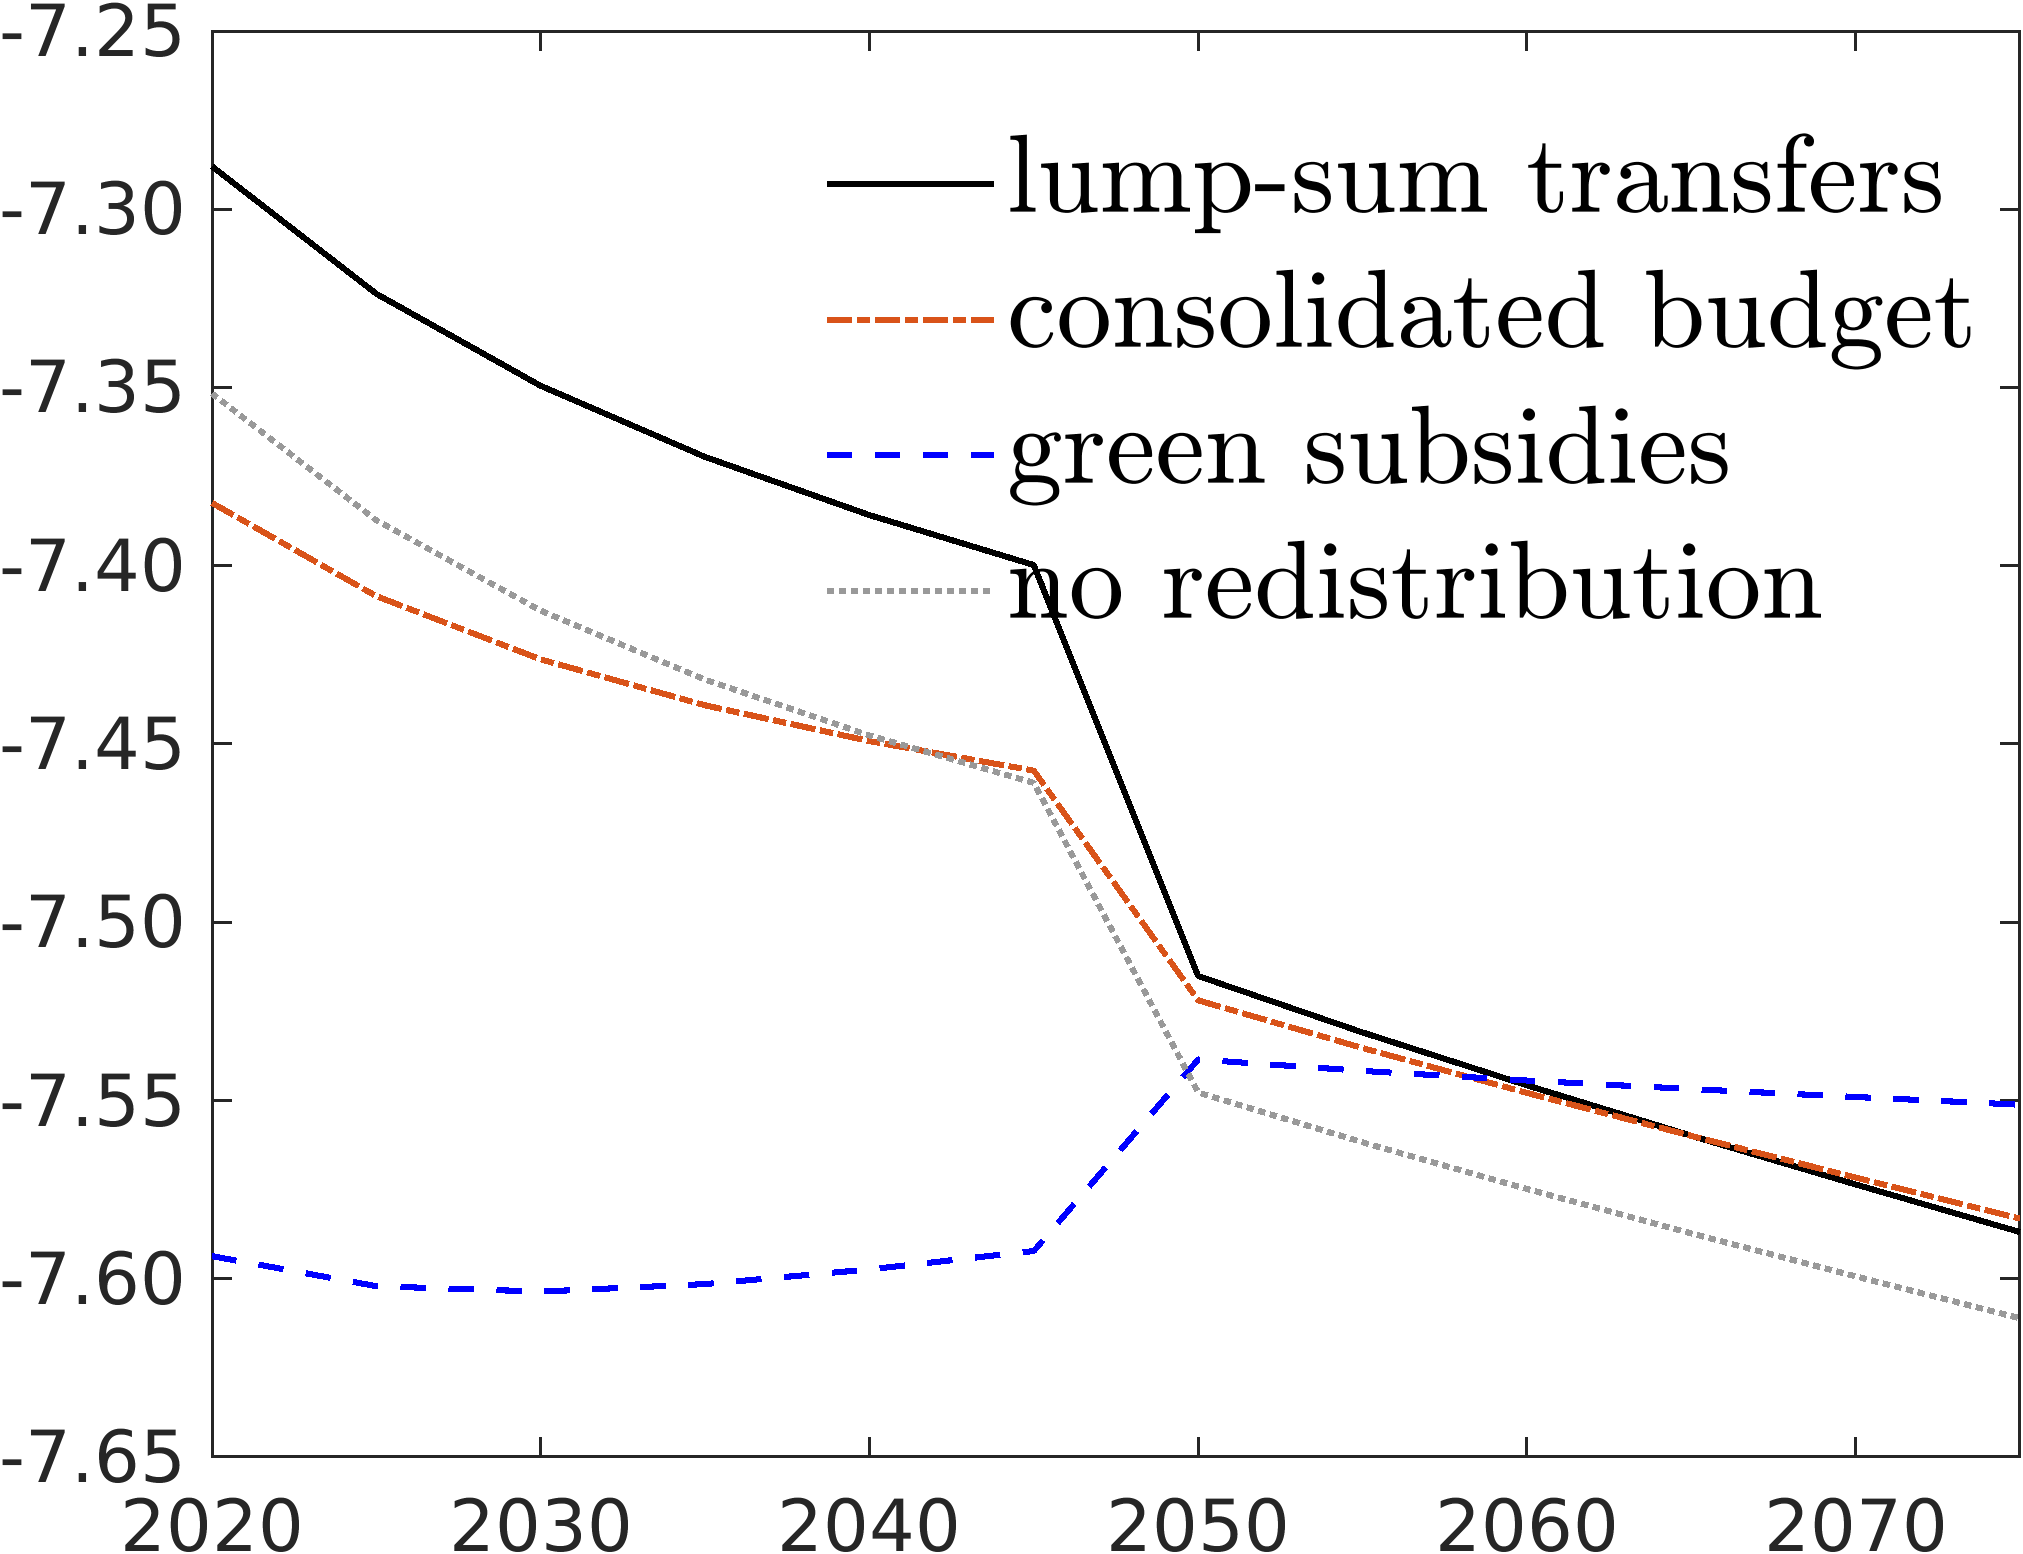 -7.25
-7.30
-7.35
-7.40
-7.45
-7.50
-7.55
-7.60
-7.65
lump-sum transfers
consolidated budget
green subsidies
no redistribution
2020 2030 2040 2050 2060 2070